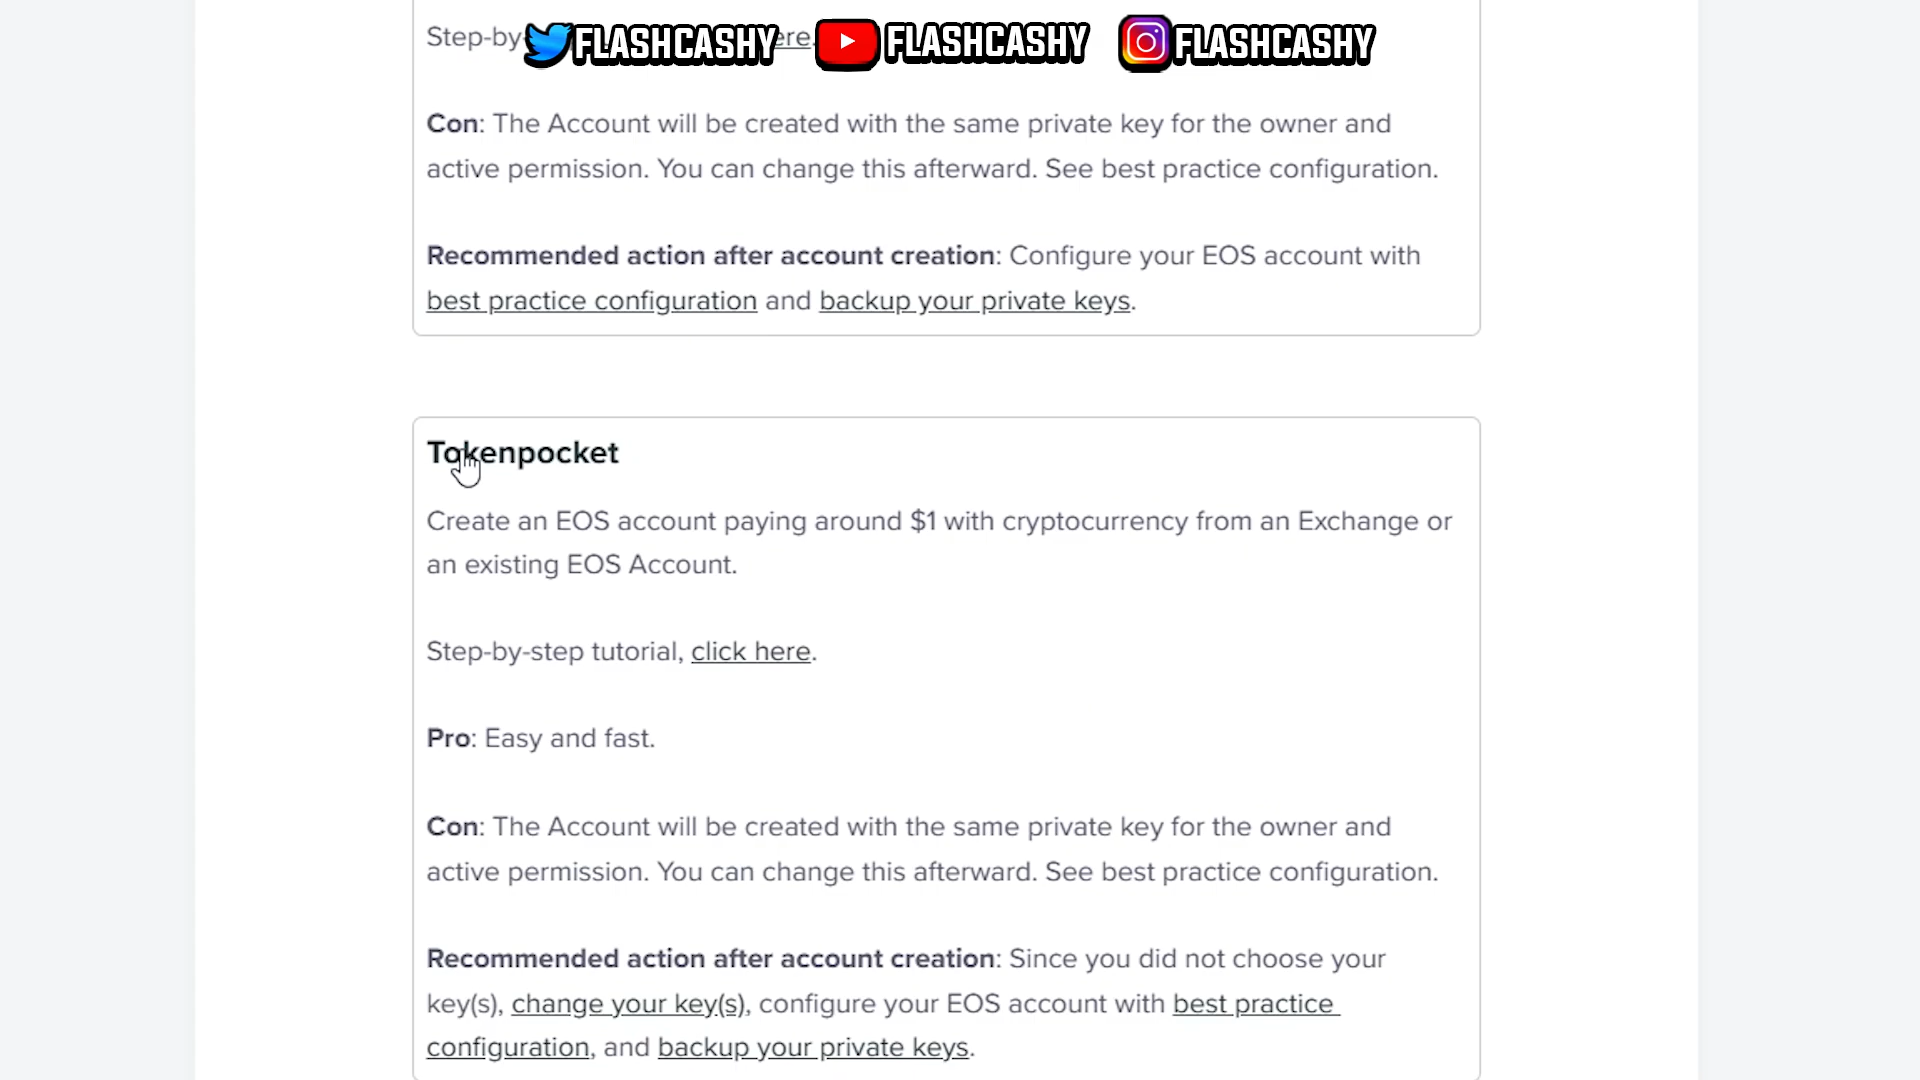 Step-by ere.
FLASHCASHY FLASHCASHY FLASHCASHY
Con: The Account will be created with the same private key for the owner and
active permission. You can change this afterward. See best practice configuration.
Recommended action after account creation: Configure your EOS account with
best practice configuration and backup your private keys.
Tokenpocket
Create an EOS account paying around $1 with cryptocurrency from an Exchange or
an existing EOS Account.
Step-by-step tutorial, click here.
Pro: Easy and fast.
Con: The Account will be created with the same private key for the owner and
active permission. You can change this afterward. See best practice configuration.
Recommended action after account creation: Since you did not choose your
key(s), change your key(s), configure your EOS account with best practice
configuration, and backup your private keys.